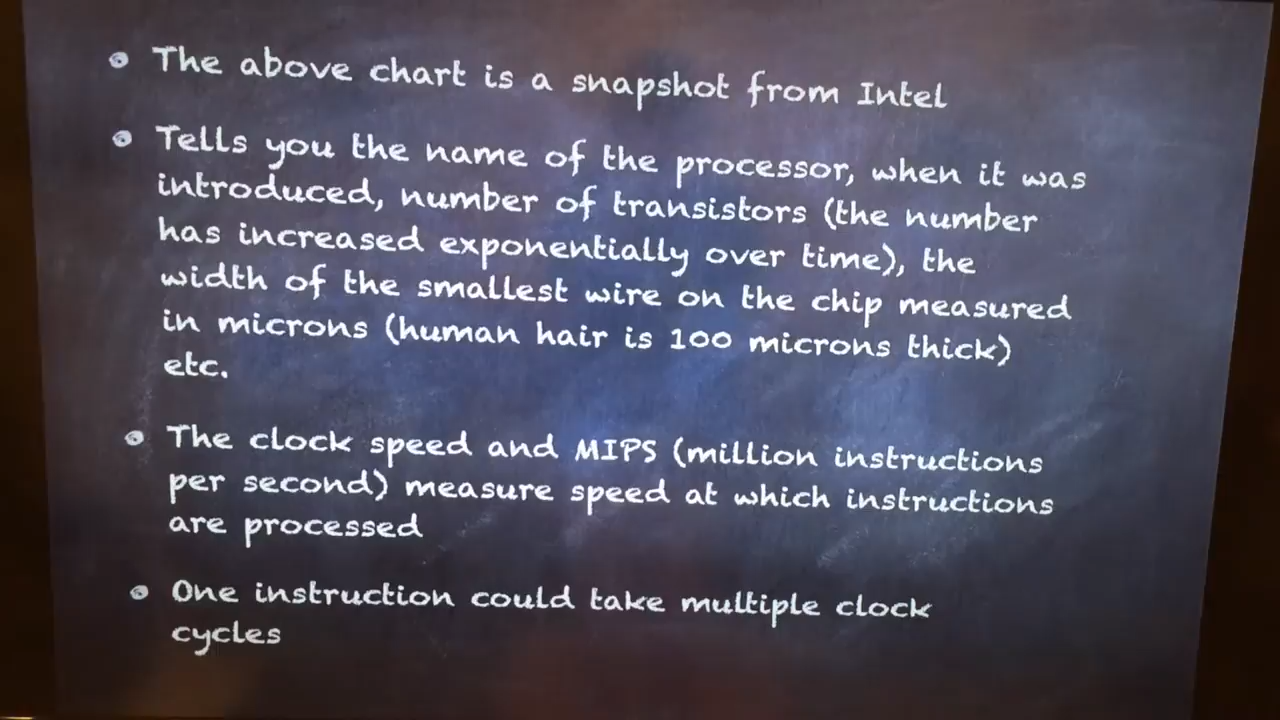 The above chart is a snapshot from Intel
Tells you the name of the processor, when it was
introduced, number of transistors (the number
has increased exponentially over time), the
width of the smallest wire on the chip measured
in microns (human hair is 100 microns thick)
etc.
The clock speed and MIPS (million instructions
per second) measure speed at which instructions
are processed
One instruction could take multiple clock
cycles